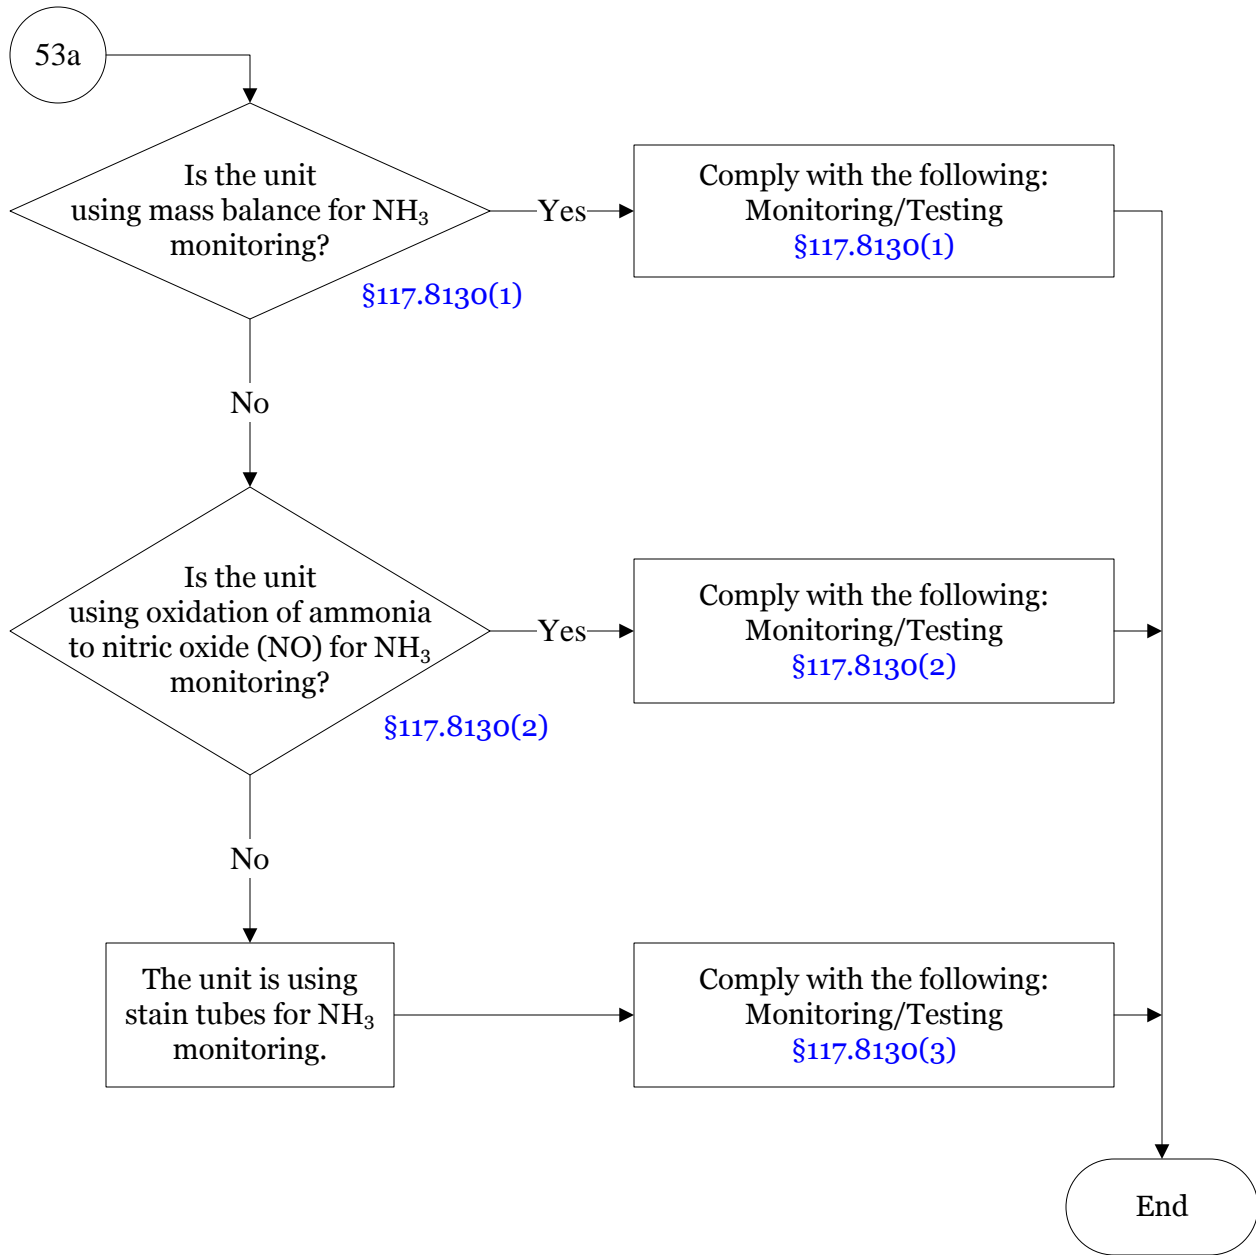 53a
Is the unit
using mass balance for NH₃
monitoring?
§117.8130(1)
Yes
Comply with the following:
Monitoring/Testing
§117.8130(1)
No
Is the unit
using oxidation of ammonia
to nitric oxide (NO) for NH₃
monitoring?
§117.8130(2)
Yes
Comply with the following:
Monitoring/Testing
§117.8130(2)
No
The unit is using
stain tubes for NH₃
monitoring.
Comply with the following:
Monitoring/Testing
§117.8130(3)
End